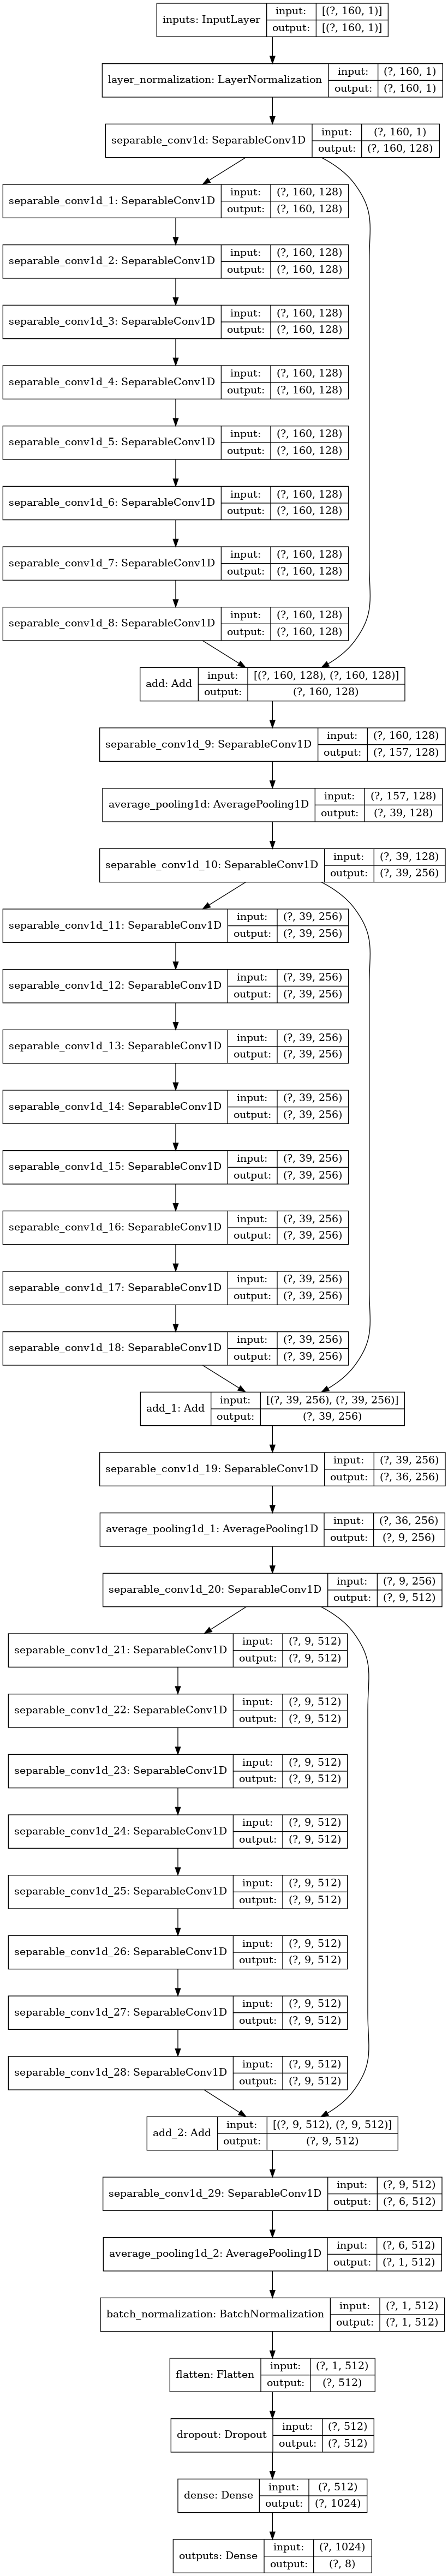 inputs: InputLayer
input: [(?, 160, 1)]
output: [(?, 160, 1)]
layer_normalization: LayerNormalization
input: (?, 160, 1)
output: (?, 160, 1)
separable_conv1d: SeparableConv1D
input: (?, 160, 1)
output: (?, 160, 128)
separable_conv1d_1: SeparableConv1D
input: (?, 160, 128)
output: (?, 160, 128)
separable_conv1d_2: SeparableConv1D
input: (?, 160, 128)
output: (?, 160, 128)
separable_conv1d_3: SeparableConv1D
input: (?, 160, 128)
output: (?, 160, 128)
separable_conv1d_4: SeparableConv1D
input: (?, 160, 128)
output: (?, 160, 128)
separable_conv1d_5: SeparableConv1D
input: (?, 160, 128)
output: (?, 160, 128)
separable_conv1d_6: SeparableConv1D
input: (?, 160, 128)
output: (?, 160, 128)
separable_conv1d_7: SeparableConv1D
input: (?, 160, 128)
output: (?, 160, 128)
separable_conv1d_8: SeparableConv1D
input: (?, 160, 128)
output: (?, 160, 128)
add: Add
input: [(?, 160, 128), (?, 160, 128)]
output: (?, 160, 128)
separable_conv1d_9: SeparableConv1D
input: (?, 160, 128)
output: (?, 157, 128)
average_pooling1d: AveragePooling1D
input: (?, 157, 128)
output: (?, 39, 128)
separable_conv1d_10: SeparableConv1D
input: (?, 39, 128)
output: (?, 39, 256)
separable_conv1d_11: SeparableConv1D
input: (?, 39, 256)
output: (?, 39, 256)
separable_conv1d_12: SeparableConv1D
input: (?, 39, 256)
output: (?, 39, 256)
separable_conv1d_13: SeparableConv1D
input: (?, 39, 256)
output: (?, 39, 256)
separable_conv1d_14: SeparableConv1D
input: (?, 39, 256)
output: (?, 39, 256)
separable_conv1d_15: SeparableConv1D
input: (?, 39, 256)
output: (?, 39, 256)
separable_conv1d_16: SeparableConv1D
input: (?, 39, 256)
output: (?, 39, 256)
separable_conv1d_17: SeparableConv1D
input: (?, 39, 256)
output: (?, 39, 256)
separable_conv1d_18: SeparableConv1D
input: (?, 39, 256)
output: (?, 39, 256)
add_1: Add
input: [(?, 39, 256), (?, 39, 256)]
output: (?, 39, 256)
separable_conv1d_19: SeparableConv1D
input: (?, 39, 256)
output: (?, 36, 256)
average_pooling1d_1: AveragePooling1D
input: (?, 36, 256)
output: (?, 9, 256)
separable_conv1d_20: SeparableConv1D
input: (?, 9, 256)
output: (?, 9, 512)
separable_conv1d_21: SeparableConv1D
input: (?, 9, 512)
output: (?, 9, 512)
separable_conv1d_22: SeparableConv1D
input: (?, 9, 512)
output: (?, 9, 512)
separable_conv1d_23: SeparableConv1D
input: (?, 9, 512)
output: (?, 9, 512)
separable_conv1d_24: SeparableConv1D
input: (?, 9, 512)
output: (?, 9, 512)
separable_conv1d_25: SeparableConv1D
input: (?, 9, 512)
output: (?, 9, 512)
separable_conv1d_26: SeparableConv1D
input: (?, 9, 512)
output: (?, 9, 512)
separable_conv1d_27: SeparableConv1D
input: (?, 9, 512)
output: (?, 9, 512)
separable_conv1d_28: SeparableConv1D
input: (?, 9, 512)
output: (?, 9, 512)
add_2: Add
input: [(?, 9, 512), (?, 9, 512)]
output: (?, 9, 512)
separable_conv1d_29: SeparableConv1D
input: (?, 9, 512)
output: (?, 6, 512)
average_pooling1d_2: AveragePooling1D
input: (?, 6, 512)
output: (?, 1, 512)
batch_normalization: BatchNormalization
input: (?, 1, 512)
output: (?, 1, 512)
flatten: Flatten
input: (?, 1, 512)
output: (?, 512)
dropout: Dropout
input: (?, 512)
output: (?, 512)
dense: Dense
input: (?, 512)
output: (?, 1024)
outputs: Dense
input: (?, 1024)
output: (?, 8)